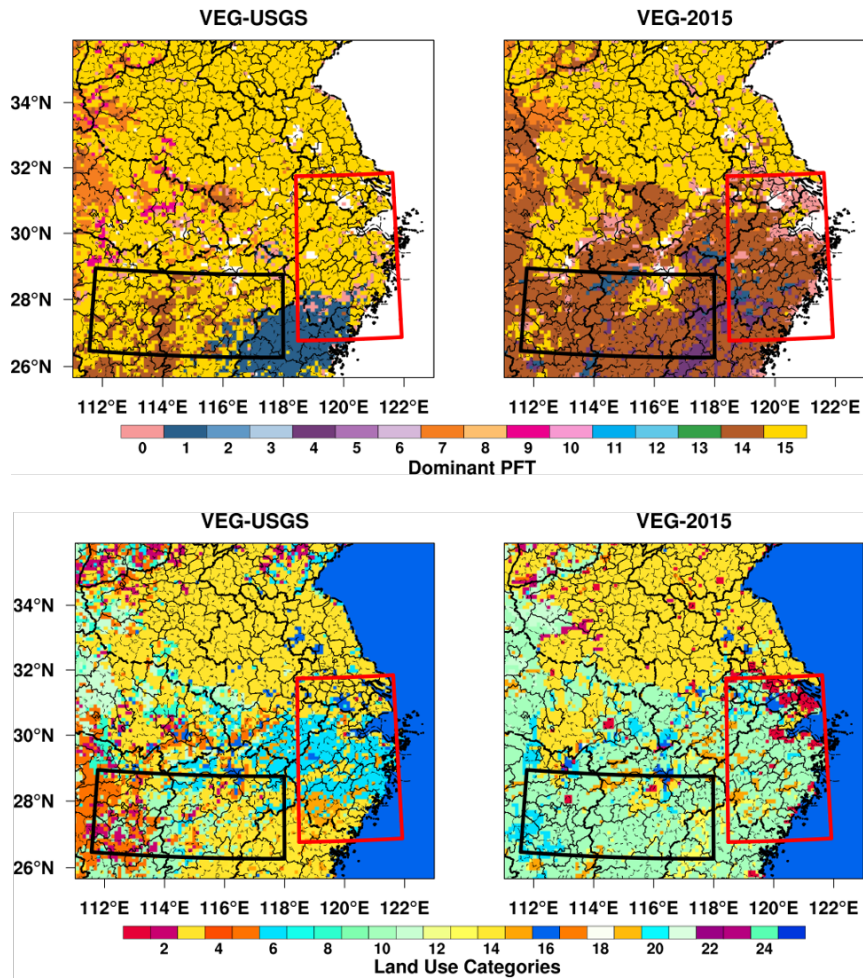 VEG-USGS VEG-2015
34°N
32°N
30°N
28°N
26°N
112°E 114°E 116°E 118°E 120°E 122°E 112°E 114°E 116°E 118°E 120°E 122°E
0 1 2 3 4 5 6 7 8 9 10 11 12 13 14 15
Dominant PFT
VEG-USGS VEG-2015
34°N
32°N
30°N
28°N
26°N
112°E 114°E 116°E 118°E 120°E 122°E 112°E 114°E 116°E 118°E 120°E 122°E
2 4 6 8 10 12 14 16 18 20 22 24
Land Use Categories